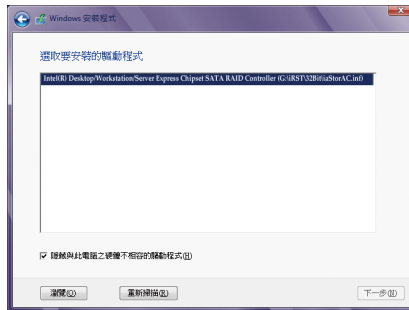 Windows 安裝程式
選取要安裝的驅動程式
Intel(R) Desktop/Workstation/Server Express Chipset SATA RAID Controller (G:\iRST\32Bit\iaStorAC.inf)
隱藏與此電腦之硬體不相容的驅動程式(H)
瀏覽(O)
重新掃描(R)
下一步(N)